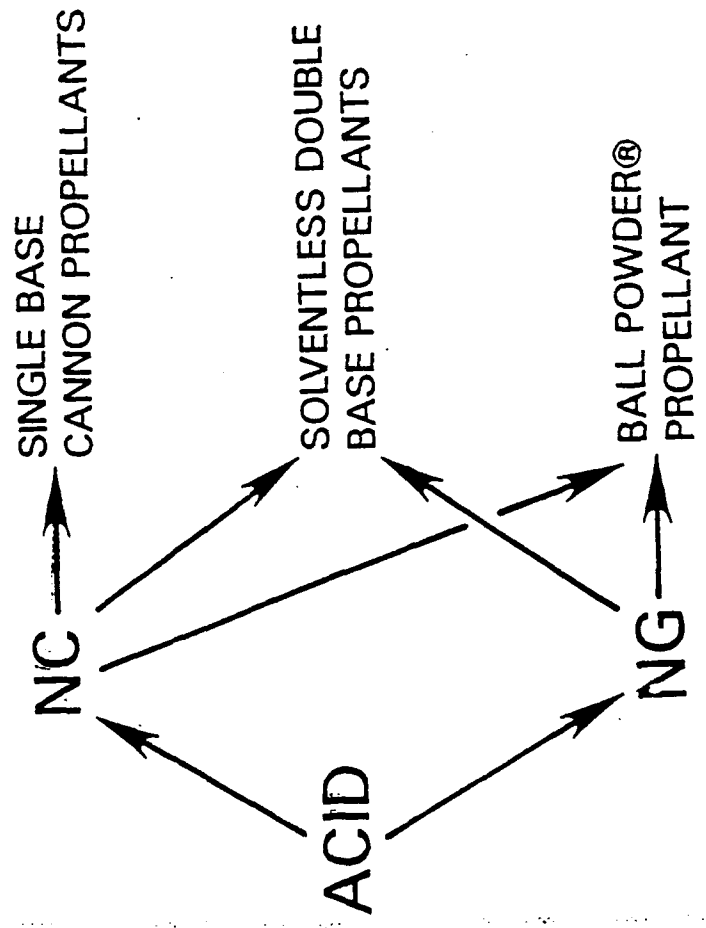 ACID
NC
NG
SINGLE BASE
CANNON PROPELLANTS
SOLVENTLESS DOUBLE
BASE PROPELLANTS
BALL POWDER®
PROPELLANT